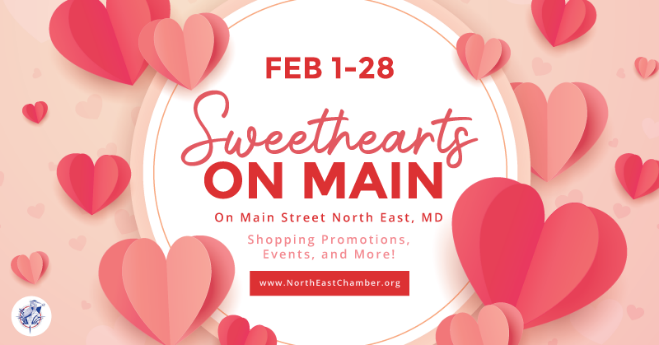 FEB 1-28
Sweethearts
ON MAIN
On Main Street North East, MD
Shopping Promotions,
Events, and More!
www.NorthEastChamber.org